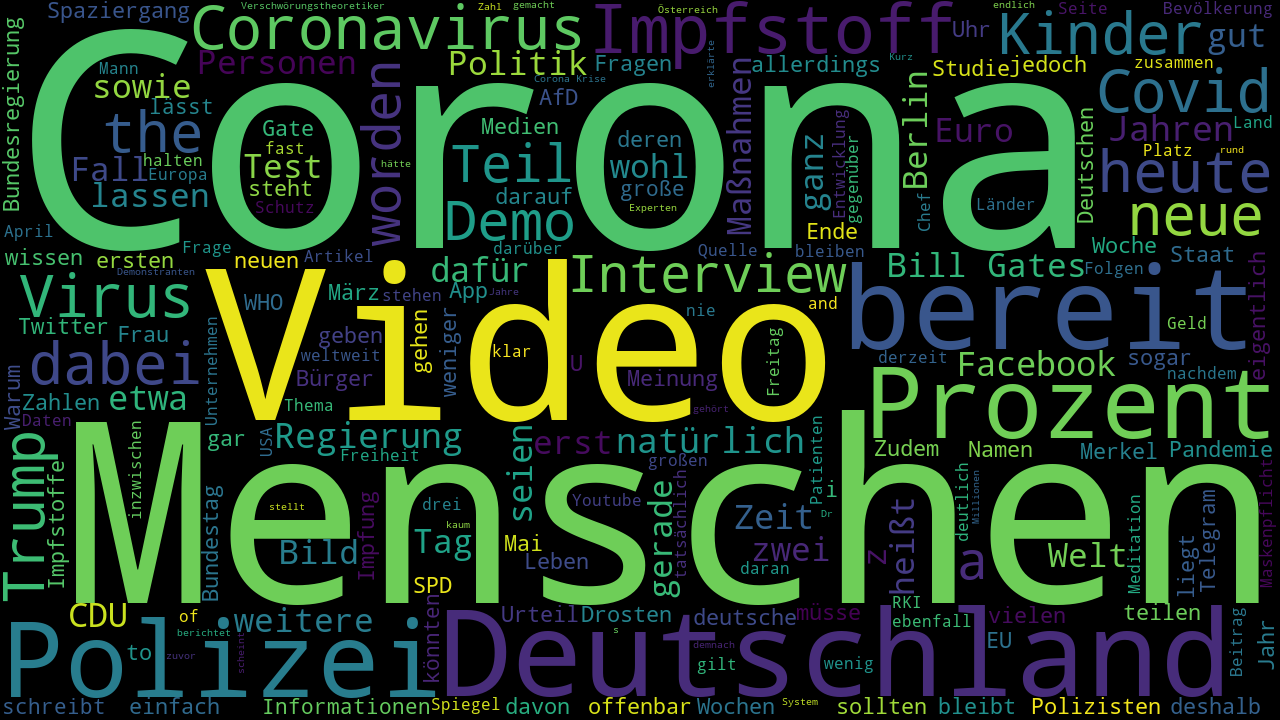 Spaziergang
Verschwörungstheoretiker
Zahl
gemacht
Österreich
endlich
Seite
Bevölkerung
Bundesregierung
Coronavirus
Impfstoff
Uhr
Kinder
gut
Corona
Mann
sowie
Personen
Politik
Fragen
erklärte
Kurz
allerdings
Studie
jedoch
zusammen
lässt
Corona Krise
AfD
Covid
the
Gate
Medien
deren
Maßnahmen
Berlin
Euro
Jahren
Land
Fall
halten
fast
worden
hätte
Teil
wohl
ganz
Entwicklung
gegenüber
Deutschen
Platz
rund
Europa
Test
lassen
steht
Schutz
darauf
große
Experten
Chef
Länder
heute
neue
April
Demo
Ende
wissen
ersten
Frage
neuen
Artikel
darüber
Quelle
bleiben
Woche
Staat
Demonstranten
dafür
Interview
Bill Gates
Folgen
eigentlich
Virus
WHO
März
stehen
App
Jahre
nie
and
bereit
Twitter
Frau
Unternehmen
Video
geben
gehen
weniger
klar
Freitag
Geld
weltweit
derzeit
sogar
dabei
Bürger
U
Meinung
Facebook
nachdem
Warum
Zahlen
etwa
Thema
gehört
Prozent
Daten
gar
USA
Regierung
Freiheit
seien
erst
natürlich
Patienten
Zudem
Namen
Merkel
Pandemie
Trump
Impfstoffe
inzwischen
Menschen
großen
tatsächlich
i
deutlich
Millionen
Maskenpflicht
Bundestag
stellt
Impfung
drei
Youtube
Dr
heißt
Meditation
Telegram
liegt
Bild
Tag
kaum
Mai
Leben
gerade
Zeit
zwei
daran
z
a
Welt
SPD
CDU
of
weitere
könnten
Urteil
Drosten
deutsche
müsse
RKI
ebenfall
vielen
teilen
berichtet
s
Polizei
to
zuvor
scheint
Deutschland
demnach
gilt
wenig
EU
Beitrag
Jahr
schreibt
einfach
Informationen
Spiegel
davon
offenbar
Wochen
System
sollten
bleibt
Polizisten
deshalb